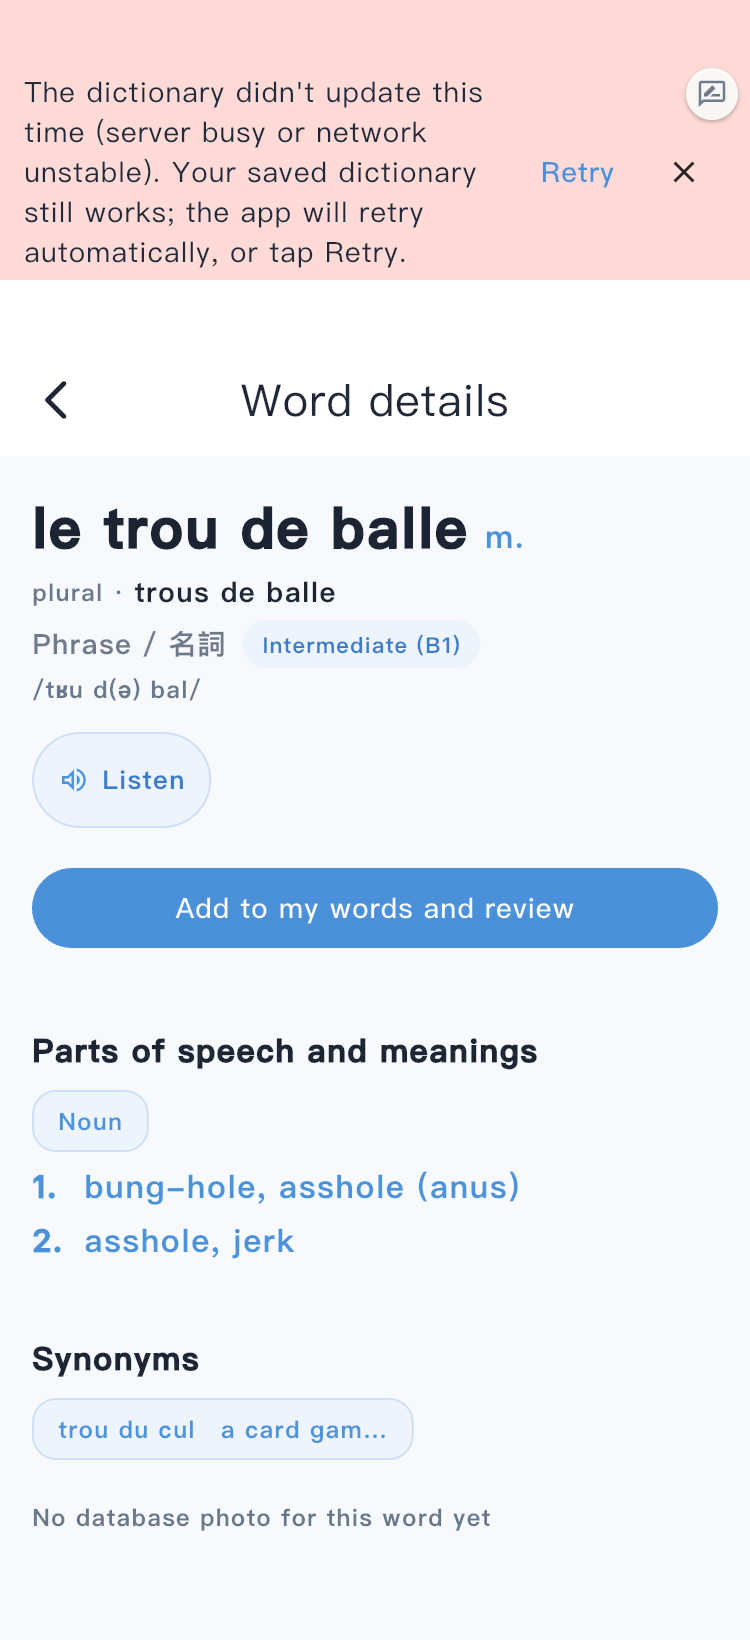 The dictionary didn't update this
time (server busy or network
unstable). Your saved dictionary
still works; the app will retry
automatically, or tap Retry.
Retry
Word details
le trou de balle m.
plural · trous de balle
Phrase / 名詞 Intermediate (B1)
/tʁu d(ə) bal/
Listen
Add to my words and review
Parts of speech and meanings
Noun
1. bung-hole, asshole (anus)
2. asshole, jerk
Synonyms
trou du cul a card gam...
No database photo for this word yet